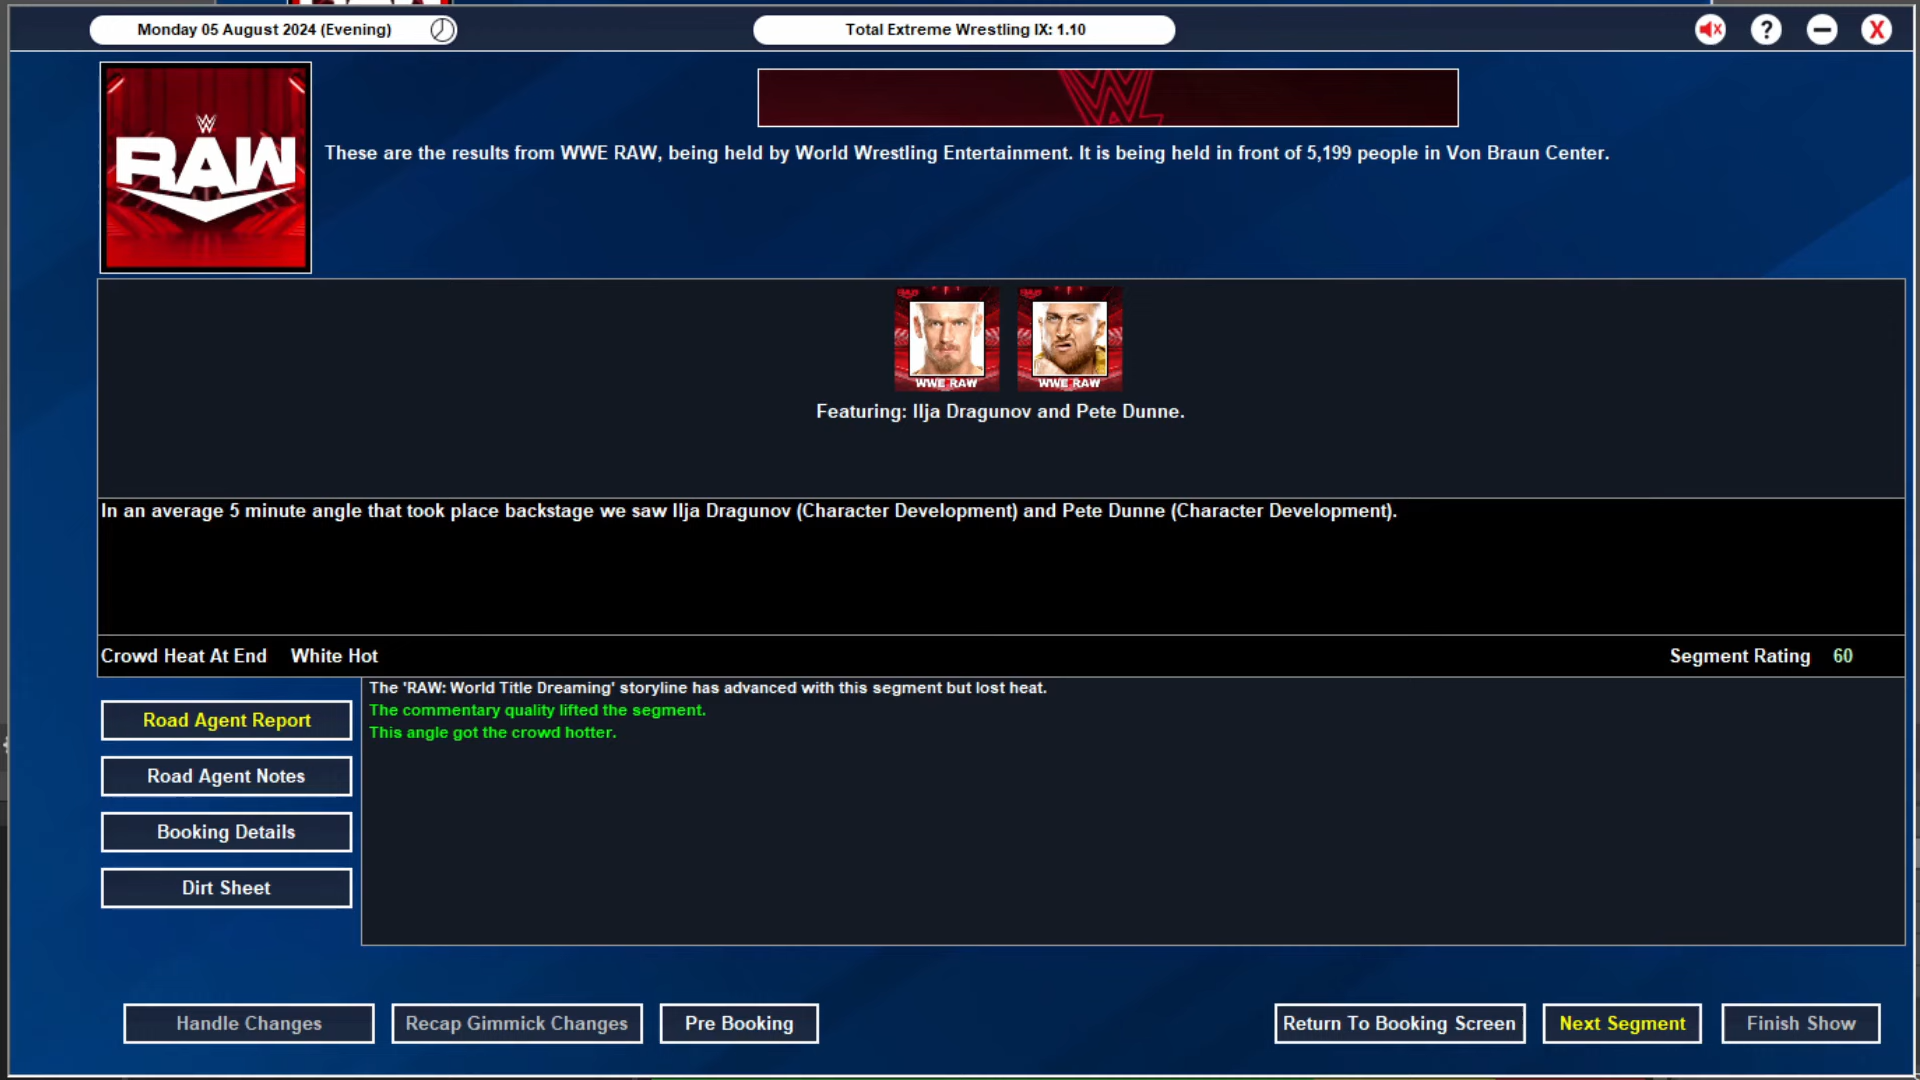 Monday 05 August 2024 (Evening)
Total Extreme Wrestling IX: 1.10
?
X
W
RAW
These are the results from WWE RAW, being held by World Wrestling Entertainment. It is being held in front of 5,199 people in Von Braun Center.
WWE RAW
WWE RAW
Featuring: Ilja Dragunov and Pete Dunne.
In an average 5 minute angle that took place backstage we saw Ilja Dragunov (Character Development) and Pete Dunne (Character Development).
Crowd Heat At End White Hot
Segment Rating 60
The 'RAW: World Title Dreaming' storyline has advanced with this segment but lost heat.
The commentary quality lifted the segment.
This angle got the crowd hotter.
Road Agent Report
Road Agent Notes
Booking Details
Dirt Sheet
Handle Changes
Recap Gimmick Changes
Pre Booking
Return To Booking Screen
Next Segment
Finish Show